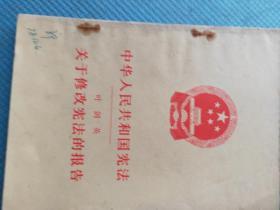 中华人民共和国宪法
叶剑英
关于修改宪法的报告